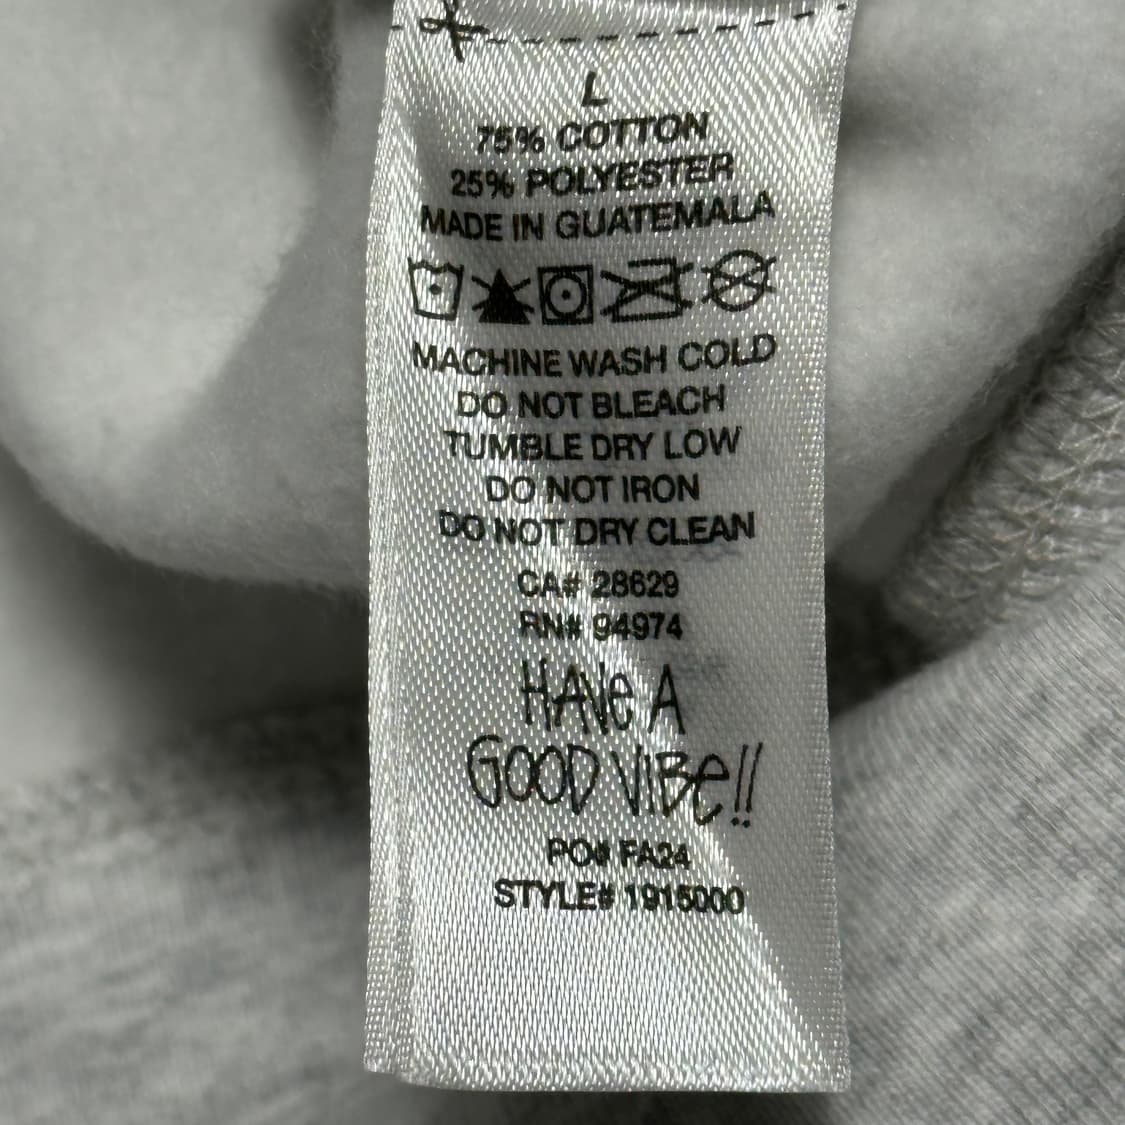 L
75% COTTON
25% POLYESTER
MADE IN GUATEMALA
MACHINE WASH COLD
DO NOT BLEACH
TUMBLE DRY LOW
DO NOT IRON
DO NOT DRY CLEAN
CA# 28629
RN# 94974
HAVe A
GOOD VIBe!!
PO# FA24
STYLE# 1915000